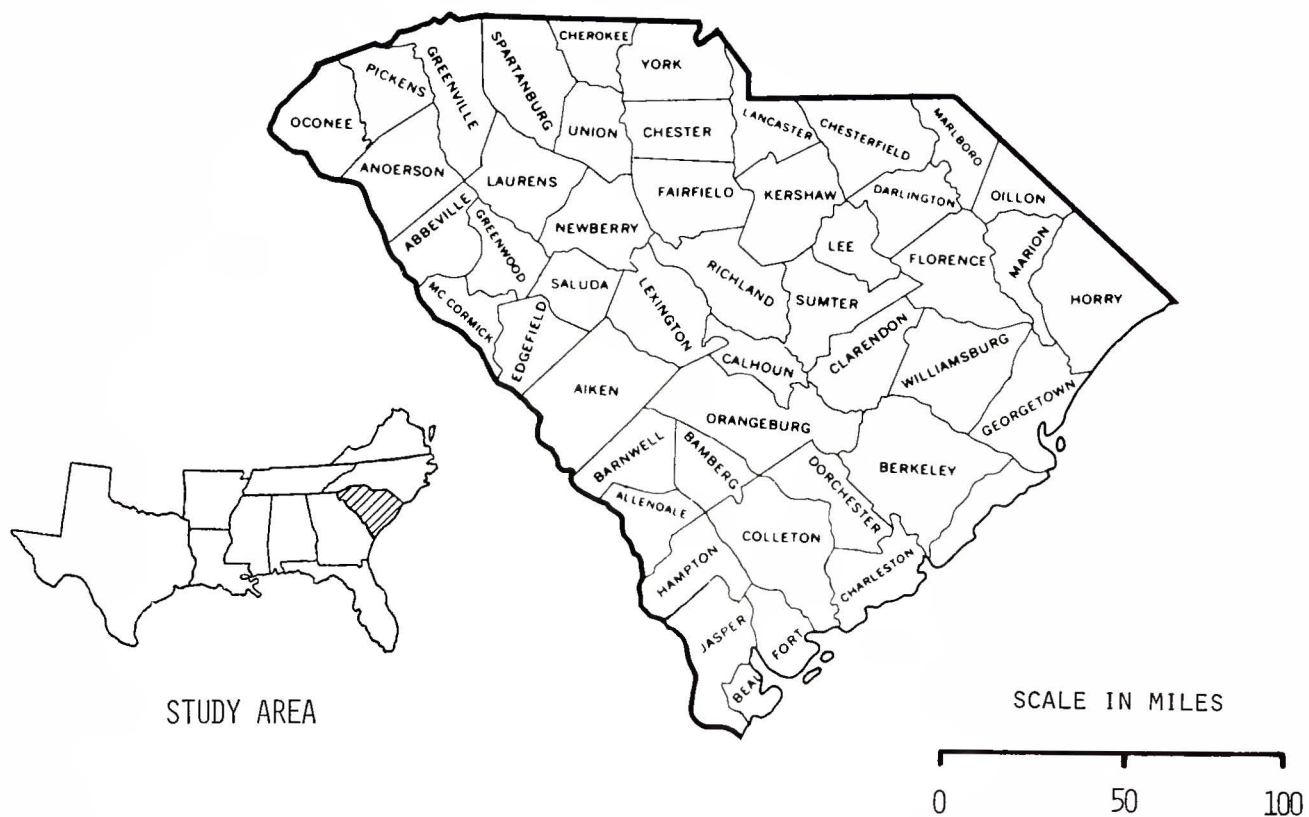 CHEROKEE
YORK
SPARTANBURG
GREENVILLE
PICKENS
OCONEE
UNION
CHESTER
LANCASTER
CHESTERFIELD
MARLBORO
ANOERSON
LAURENS
FAIRFIELD
KERSHAW
DARLINGTON
OILLON
ABBEVILLE
GREENWOOD
NEWBERRY
LEE
FLORENCE
MARION
HORRY
MC CORMICK
SALUDA
LEXINGTON
RICHLAND
SUMTER
EDGEFIELD
CALHOUN
CLARENDON
WILLIAMSBURG
AIKEN
ORANGEBURG
GEORGETOWN
BARNWELL
BAMBERG
DORCHESTER
BERKELEY
ALLENDALE
COLLETON
HAMPTON
CHARLESTON
JASPER
BEAU
FORT
STUDY AREA
SCALE IN MILES
0 50 100